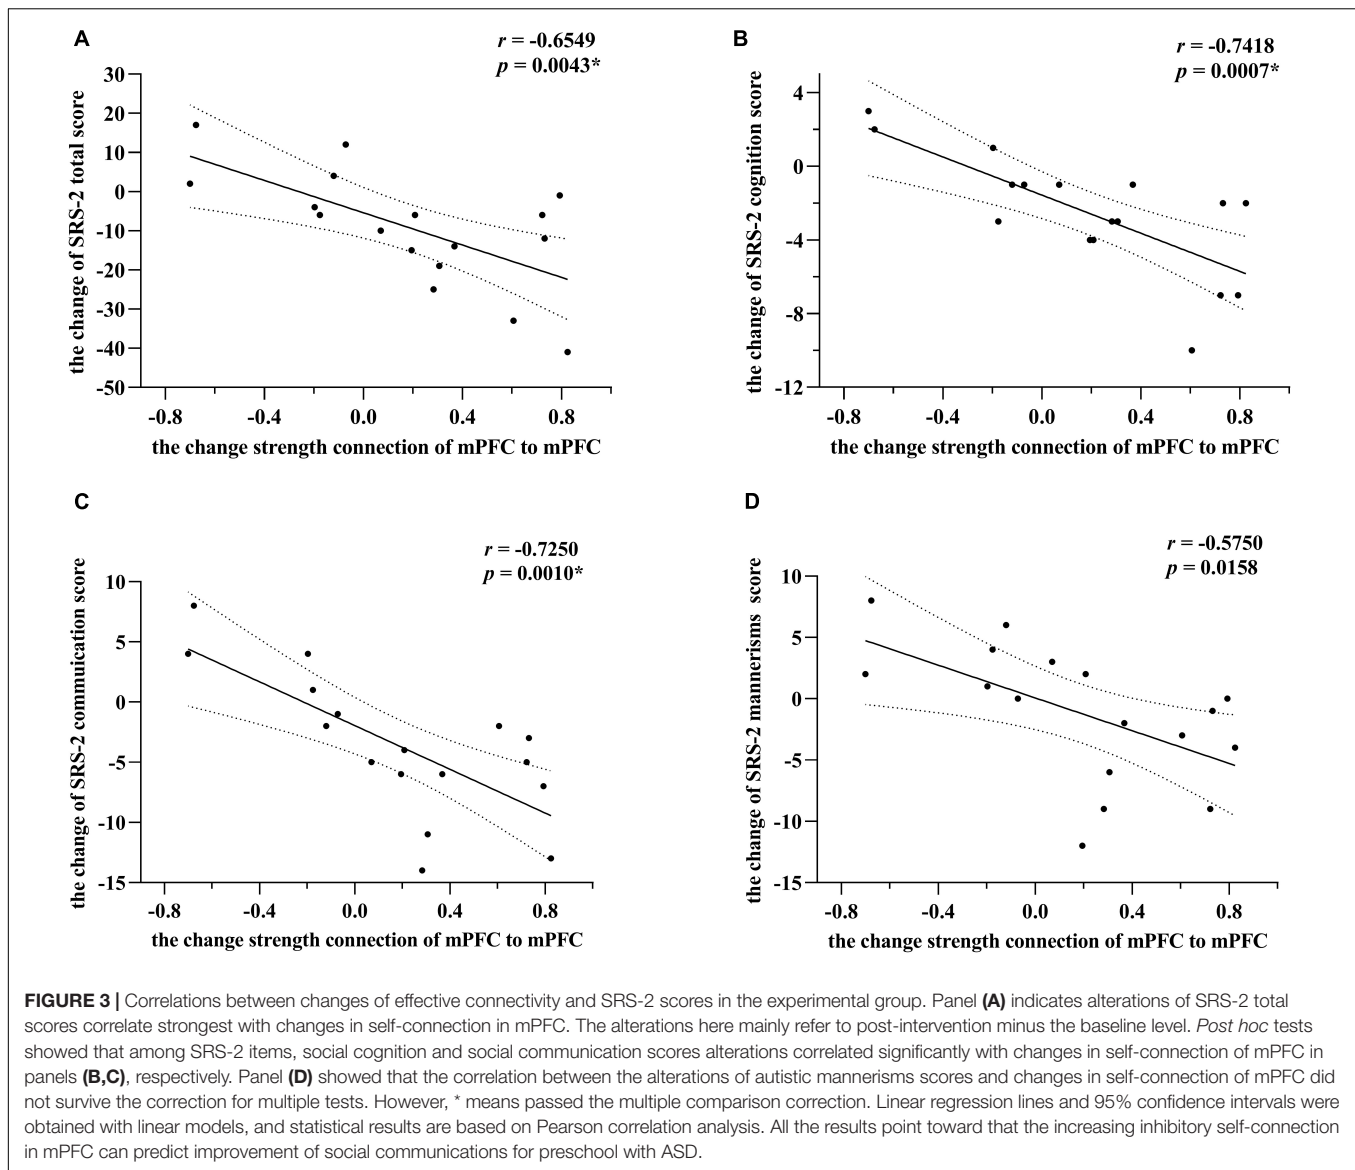 A
r = -0.6549
p = 0.0043*
the change of SRS-2 total score
30
20
10
0
-10
-20
-30
-40
-50
-0.8 -0.4 0.0 0.4 0.8
the change strength connection of mPFC to mPFC
B
r = -0.7418
p = 0.0007*
the change of SRS-2 cognition score
4
0
-4
-8
-12
-0.8 -0.4 0.0 0.4 0.8
the change strength connection of mPFC to mPFC
C
r = -0.7250
p = 0.0010*
the change of SRS-2 commuication score
10
5
0
-5
-10
-15
-0.8 -0.4 0.0 0.4 0.8
the change strength connection of mPFC to mPFC
D
r = -0.5750
p = 0.0158
the change of SRS-2 mannerisms score
10
5
0
-5
-10
-15
-0.8 -0.4 0.0 0.4 0.8
the change strength connection of mPFC to mPFC
FIGURE 3 | Correlations between changes of effective connectivity and SRS-2 scores in the experimental group. Panel (A) indicates alterations of SRS-2 total
scores correlate strongest with changes in self-connection in mPFC. The alterations here mainly refer to post-intervention minus the baseline level. Post hoc tests
showed that among SRS-2 items, social cognition and social communication scores alterations correlated significantly with changes in self-connection of mPFC in
panels (B,C), respectively. Panel (D) showed that the correlation between the alterations of autistic mannerisms scores and changes in self-connection of mPFC did
not survive the correction for multiple tests. However, * means passed the multiple comparison correction. Linear regression lines and 95% confidence intervals were
obtained with linear models, and statistical results are based on Pearson correlation analysis. All the results point toward that the increasing inhibitory self-connection
in mPFC can predict improvement of social communications for preschool with ASD.